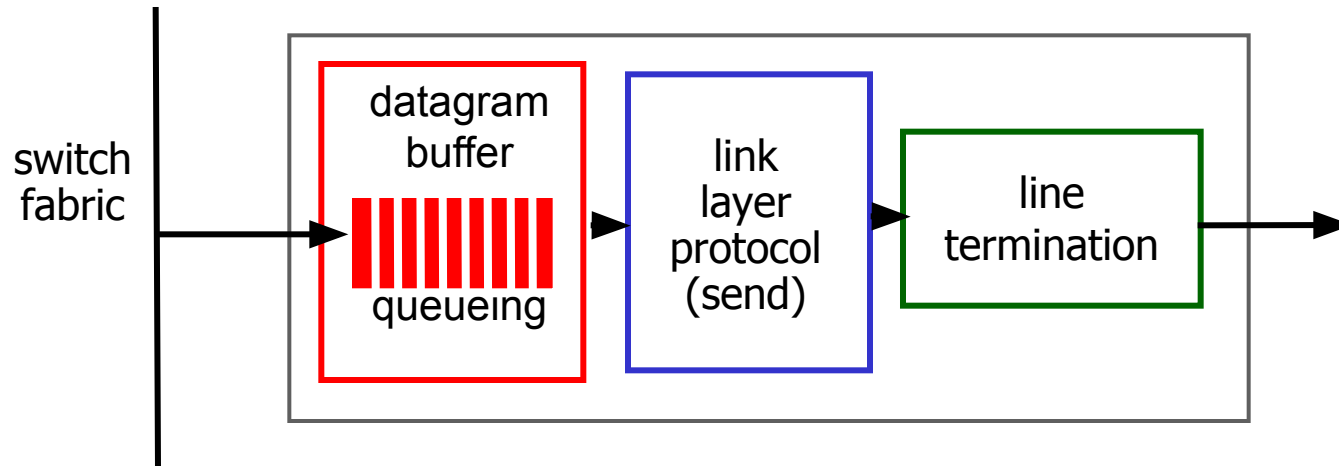 switch
fabric
datagram
buffer
queueing
link
layer
protocol
(send)
line
termination